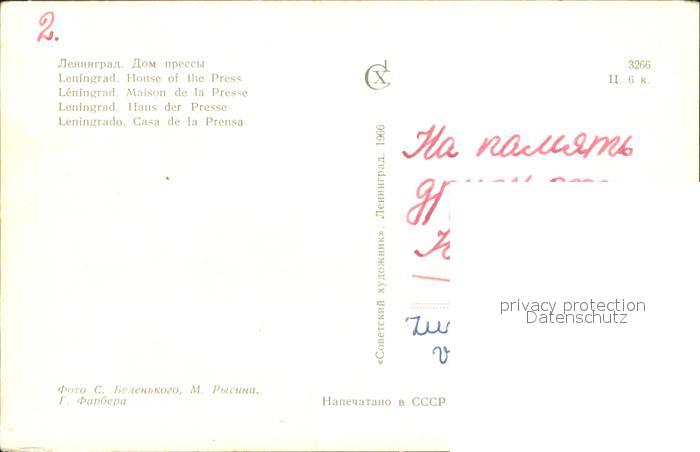 2.
Ленинград. Дом прессы
Leningrad. House of the Press
Léningrad. Maison de la Presse
Leningrad. Haus der Presse
Leningrado. Casa de la Prensa
СХ
3266
Ц. 6 к.
«Советский художник», Ленинград. 1966
На память
privacy protection
Datenschutz
Фото С. Беленького, М. Рысина,
Г. Фарбера
Напечатано в СССР